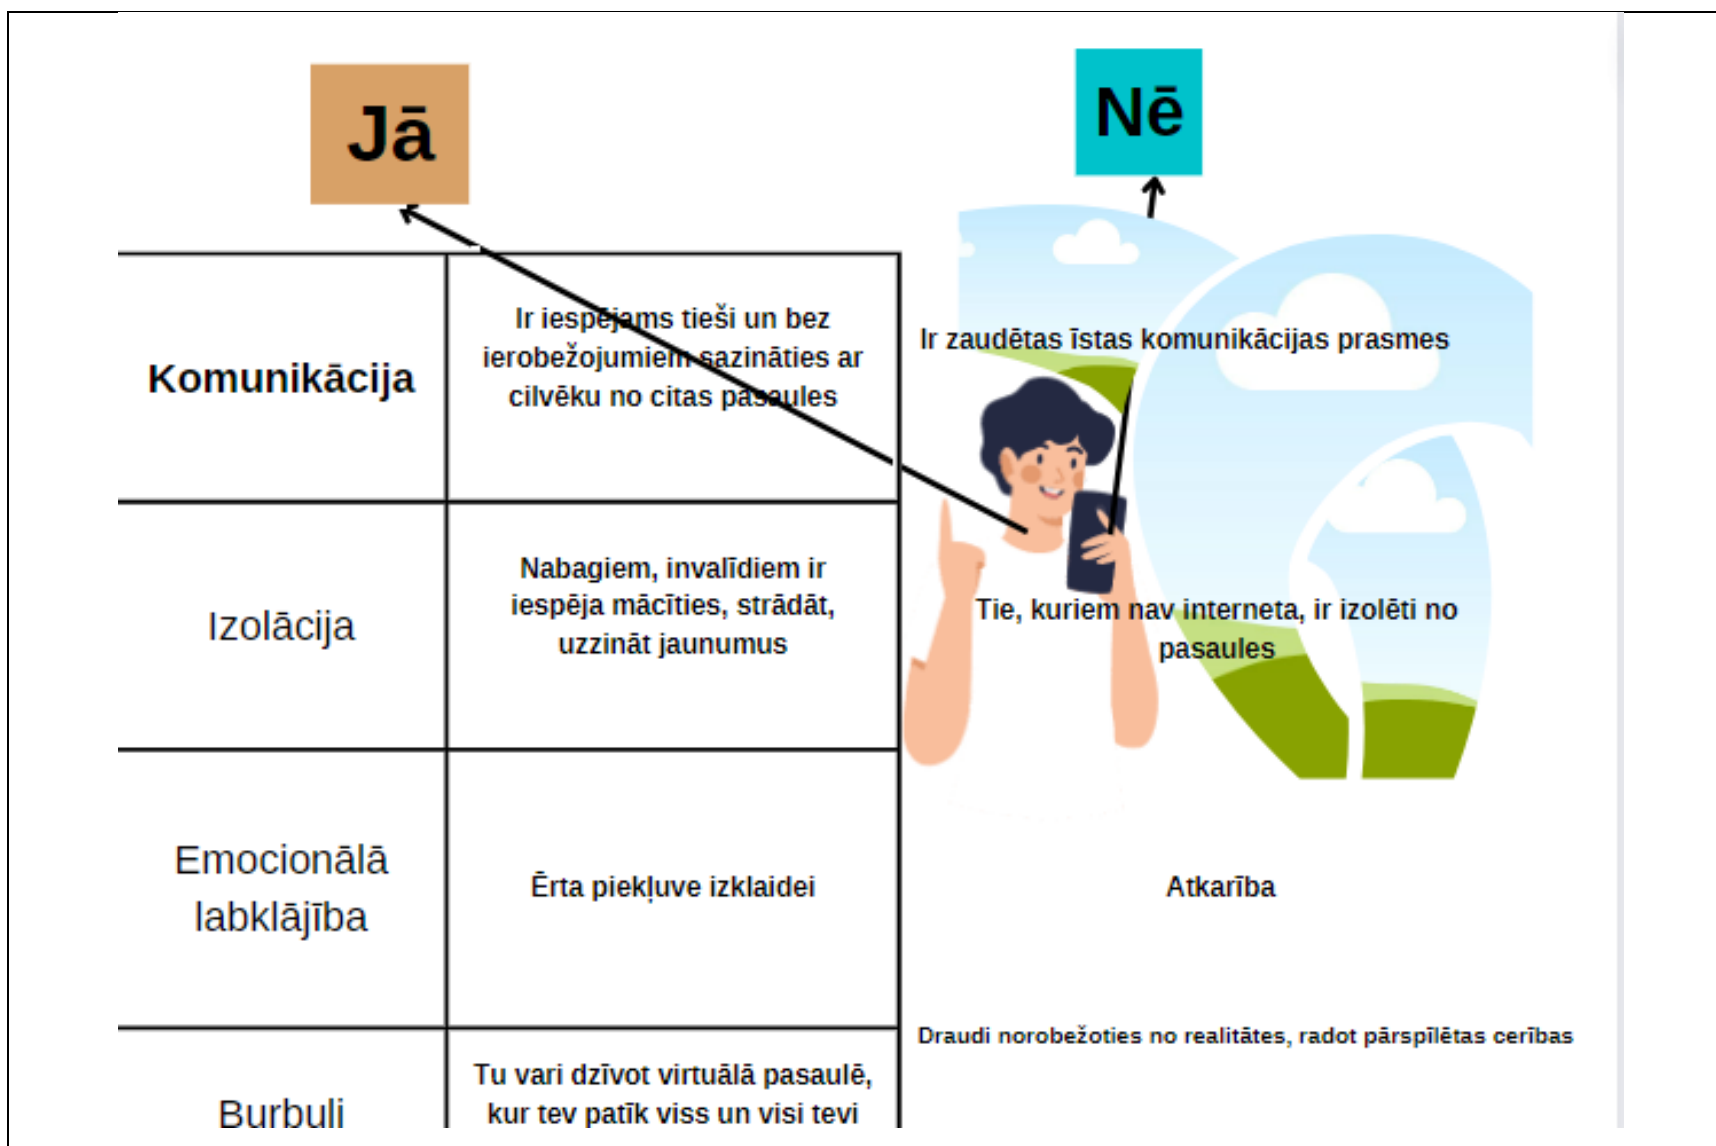 Jā
Nē
Komunikācija
Ir iespējams tieši un bez
ierobežojumiem sazināties ar
cilvēku no citas pasaules
Ir zaudētas īstas komunikācijas prasmes
Izolācija
Nabagiem, invalīdiem ir
iespēja mācīties, strādāt,
uzzināt jaunumus
Tie, kuriem nav interneta, ir izolēti no
pasaules
Emocionālā
labklājība
Ērta piekļuve izklaidei
Atkarība
Draudi norobežoties no realitātes, radot pārspīlētas cerības
Burbuļi
Tu vari dzīvot virtuālā pasaulē,
kur tev patīk viss un visi tevi